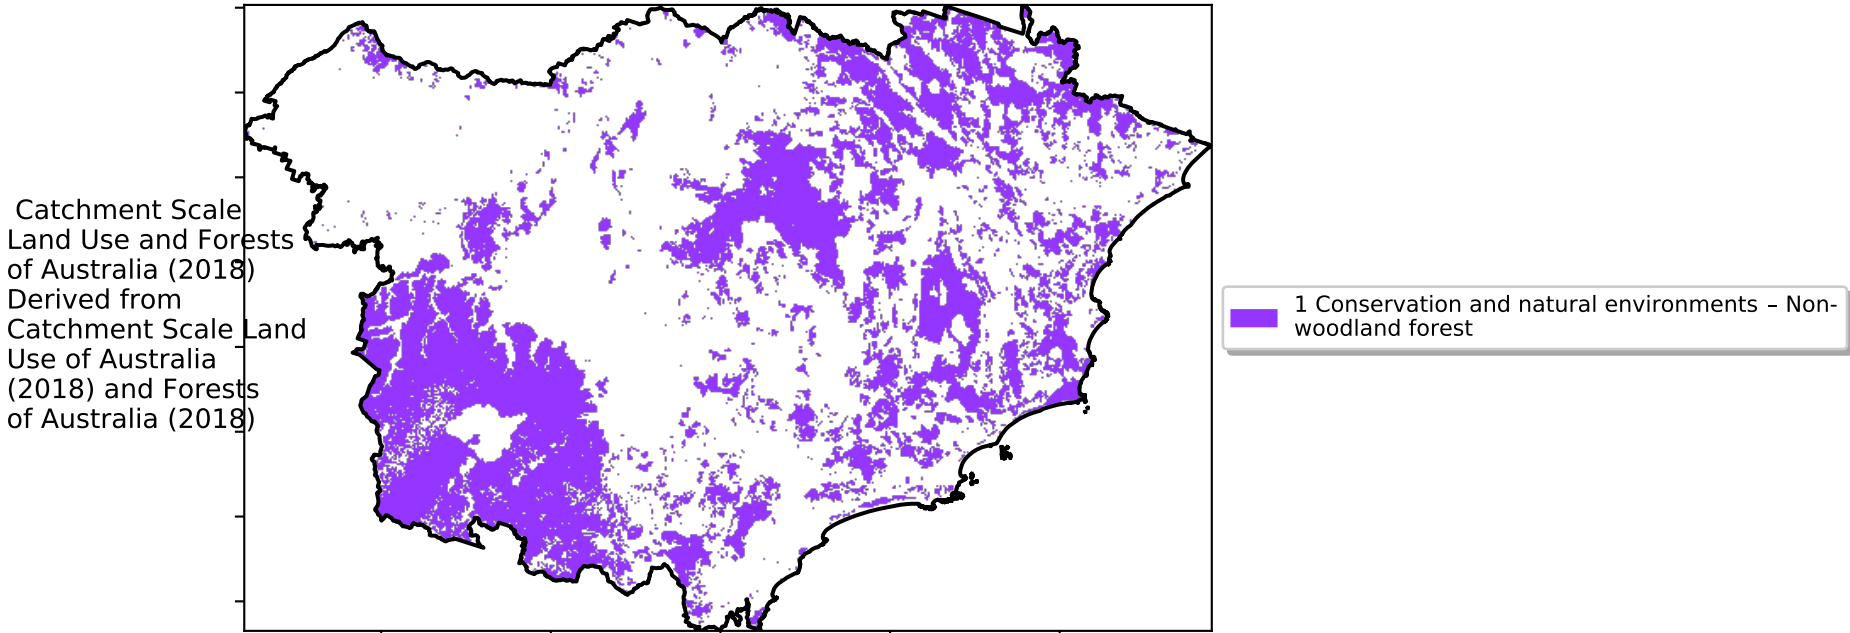 Catchment Scale
Land Use and Forests
of Australia (2018)
Derived from
Catchment Scale Land
Use of Australia
(2018) and Forests
of Australia (2018)
1 Conservation and natural environments – Non-
woodland forest